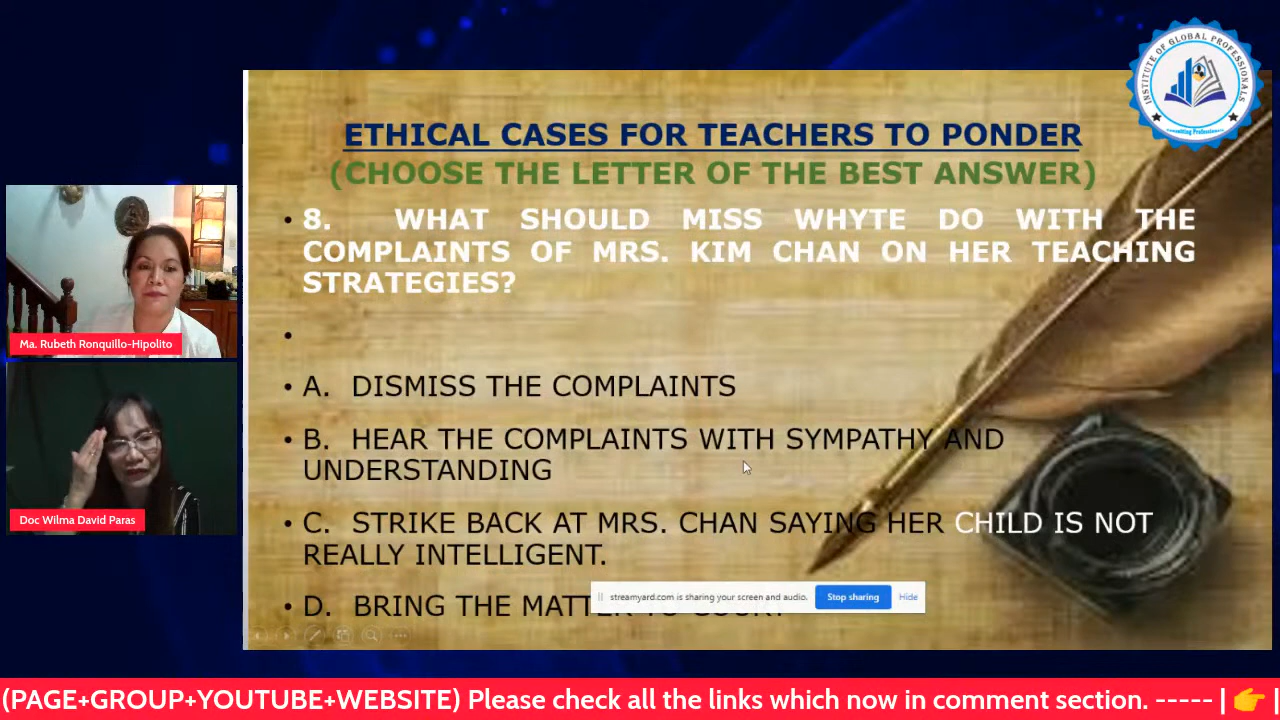 INSTITUTE OF GLOBAL PROFESSIONALS
Connecting Professionals
ETHICAL CASES FOR TEACHERS TO PONDER
(CHOOSE THE LETTER OF THE BEST ANSWER)
• 8. WHAT SHOULD MISS WHYTE DO WITH THE
COMPLAINTS OF MRS. KIM CHAN ON HER TEACHING
STRATEGIES?
•
• A. DISMISS THE COMPLAINTS
• B. HEAR THE COMPLAINTS WITH SYMPATHY AND
UNDERSTANDING
• C. STRIKE BACK AT MRS. CHAN SAYING HER CHILD IS NOT
REALLY INTELLIGENT.
• D. BRING THE MATTER TO COURT
streamyard.com is sharing your screen and audio. Stop sharing Hide
Ma. Rubeth Ronquillo-Hipolito
Doc Wilma David Paras
(PAGE+GROUP+YOUTUBE+WEBSITE) Please check all the links which now in comment section. ----- | 👉 |